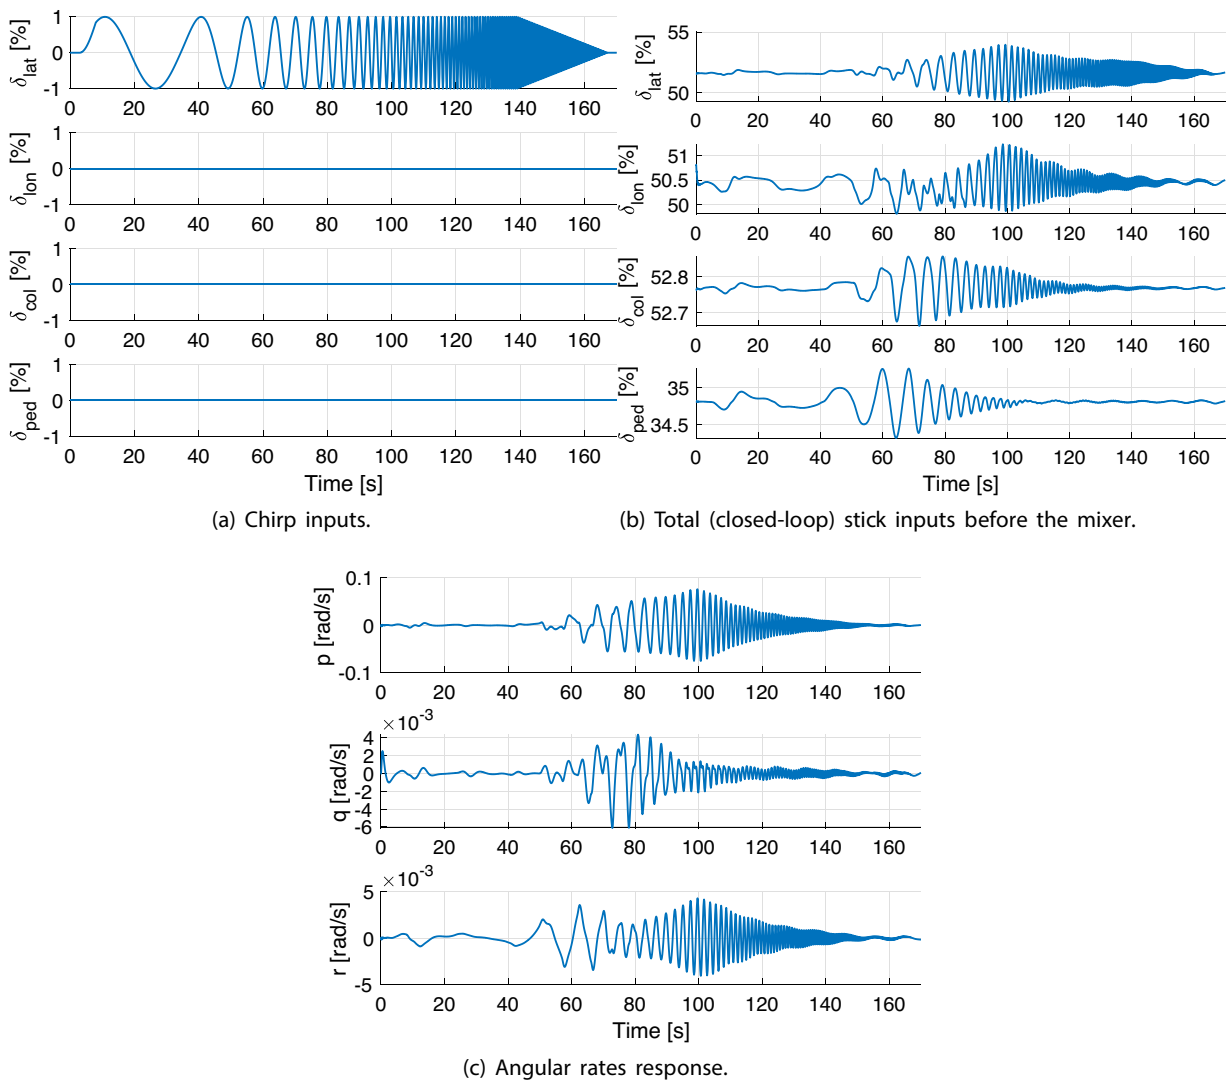 δlat [%]
1
0
-1
0 20 40 60 80 100 120 140 160
δlon [%]
1
0
-1
0 20 40 60 80 100 120 140 160
δcol [%]
1
0
-1
0 20 40 60 80 100 120 140 160
δped [%]
1
0
-1
0 20 40 60 80 100 120 140 160
Time [s]
(a) Chirp inputs.
δlat [%]
55
50
0 20 40 60 80 100 120 140 160
δlon [%]
51
50.5
50
0 20 40 60 80 100 120 140 160
δcol [%]
52.8
52.7
0 20 40 60 80 100 120 140 160
δped [%]
35
34.5
0 20 40 60 80 100 120 140 160
Time [s]
(b) Total (closed-loop) stick inputs before the mixer.
p [rad/s]
0.1
0
-0.1
0 20 40 60 80 100 120 140 160
×10-3
q [rad/s]
4
2
0
-2
-4
-6
0 20 40 60 80 100 120 140 160
×10-3
r [rad/s]
5
0
-5
0 20 40 60 80 100 120 140 160
Time [s]
(c) Angular rates response.